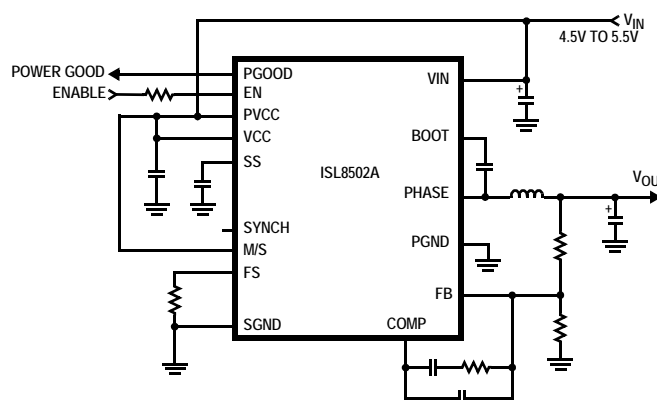 VIN
4.5V TO 5.5V
POWER GOOD
ENABLE
PGOOD
EN
PVCC
VCC
SS
SYNCH
M/S
FS
SGND
ISL8502A
VIN
BOOT
PHASE
PGND
FB
COMP
VOU